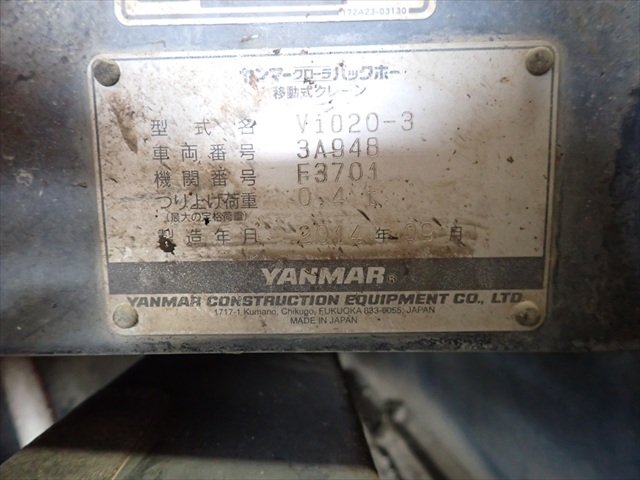 172A23-03130
ヤンマークローラバックホー
移動式クレーン
型式名 Vi020-3
車両番号 3A948
機関番号 F3701
つり上げ荷重 0.4t
(最大の定格荷重)
製造年月 2014年09月
YANMAR®
YANMAR CONSTRUCTION EQUIPMENT CO., LTD.
1717-1 Kumano, Chikugo, FUKUOKA 833-0055, JAPAN
MADE IN JAPAN